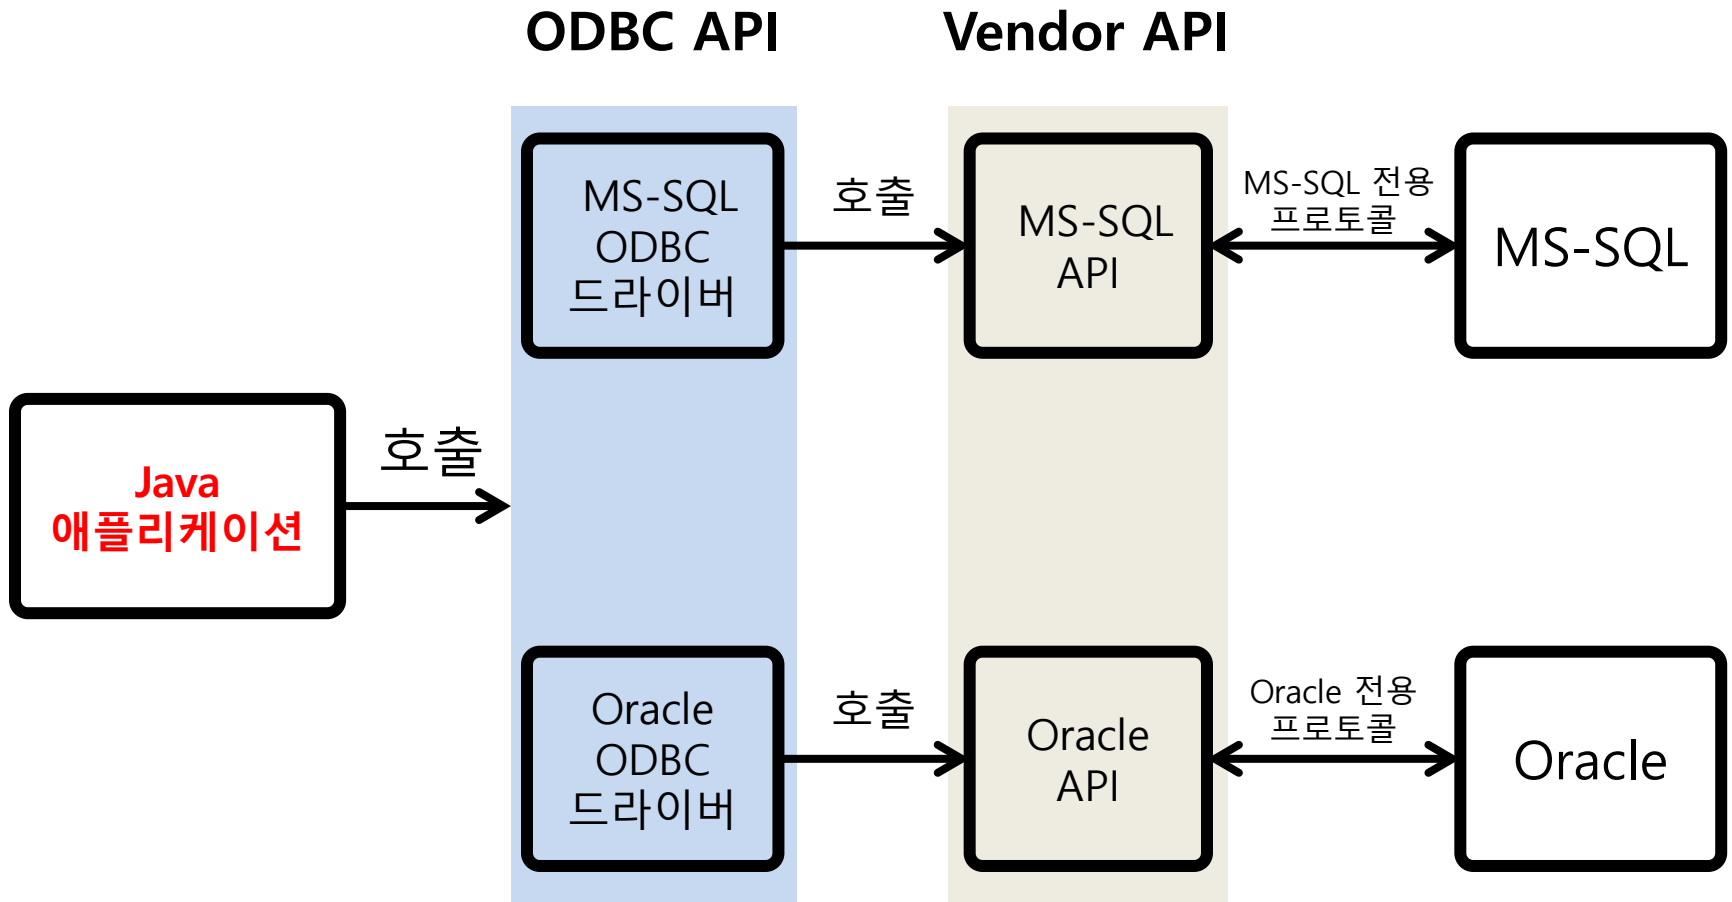 ODBC API
Vendor API
MS-SQL
ODBC
드라이버
호출
MS-SQL
API
MS-SQL 전용
프로토콜
MS-SQL
Java
애플리케이션
호출
Oracle
ODBC
드라이버
호출
Oracle
API
Oracle 전용
프로토콜
Oracle